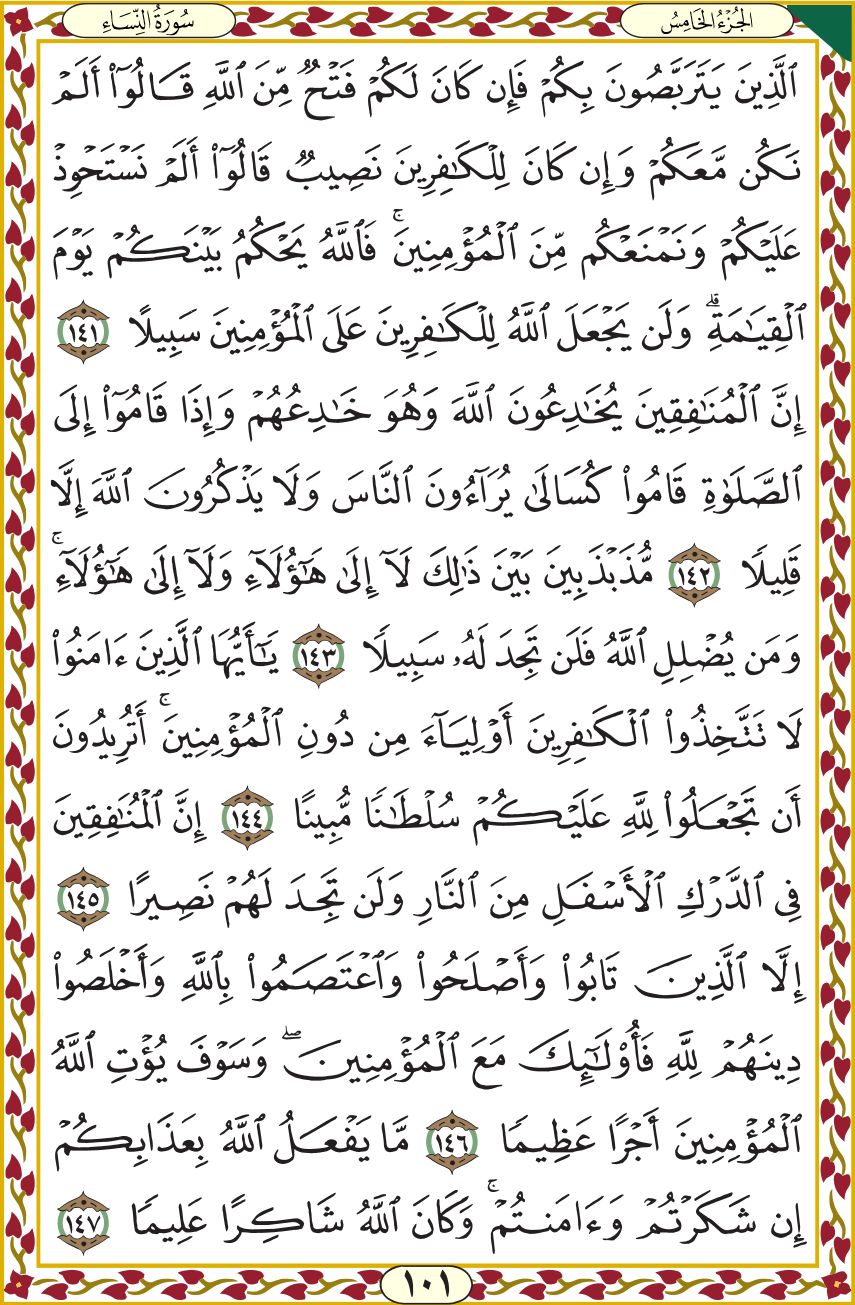 الجُزْءُ الخَامِسُ
سُورَةُ النِّسَاءِ
ٱلَّذِينَ يَتَرَبَّصُونَ بِكُمْ فَإِن كَانَ لَكُمْ فَتْحٌ مِّنَ ٱللَّهِ قَالُوٓا۟ أَلَمْ
نَكُن مَّعَكُمْ وَإِن كَانَ لِلْكَـٰفِرِينَ نَصِيبٌ قَالُوٓا۟ أَلَمْ نَسْتَحْوِذْ
عَلَيْكُمْ وَنَمْنَعْكُم مِّنَ ٱلْمُؤْمِنِينَ ۚ فَٱللَّهُ يَحْكُمُ بَيْنَكُمْ يَوْمَ
ٱلْقِيَـٰمَةِ ۗ وَلَن يَجْعَلَ ٱللَّهُ لِلْكَـٰفِرِينَ عَلَى ٱلْمُؤْمِنِينَ سَبِيلًا ١٤١
إِنَّ ٱلْمُنَـٰفِقِينَ يُخَـٰدِعُونَ ٱللَّهَ وَهُوَ خَـٰدِعُهُمْ وَإِذَا قَامُوٓا۟ إِلَى
ٱلصَّلَوٰةِ قَامُوا۟ كُسَالَىٰ يُرَآءُونَ ٱلنَّاسَ وَلَا يَذْكُرُونَ ٱللَّهَ إِلَّا
قَلِيلًا ١٤٢ مُّذَبْذَبِينَ بَيْنَ ذَٰلِكَ لَآ إِلَىٰ هَـٰٓؤُلَآءِ وَلَآ إِلَىٰ هَـٰٓؤُلَآءِ ۚ
وَمَن يُضْلِلِ ٱللَّهُ فَلَن تَجِدَ لَهُۥ سَبِيلًا ١٤٣ يَـٰٓأَيُّهَا ٱلَّذِينَ ءَامَنُوا۟
لَا تَتَّخِذُوا۟ ٱلْكَـٰفِرِينَ أَوْلِيَآءَ مِن دُونِ ٱلْمُؤْمِنِينَ ۚ أَتُرِيدُونَ
أَن تَجْعَلُوا۟ لِلَّهِ عَلَيْكُمْ سُلْطَـٰنًا مُّبِينًا ١٤٤ إِنَّ ٱلْمُنَـٰفِقِينَ
فِى ٱلدَّرْكِ ٱلْأَسْفَلِ مِنَ ٱلنَّارِ وَلَن تَجِدَ لَهُمْ نَصِيرًا ١٤٥
إِلَّا ٱلَّذِينَ تَابُوا۟ وَأَصْلَحُوا۟ وَٱعْتَصَمُوا۟ بِٱللَّهِ وَأَخْلَصُوا۟
دِينَهُمْ لِلَّهِ فَأُو۟لَـٰٓئِكَ مَعَ ٱلْمُؤْمِنِينَ ۖ وَسَوْفَ يُؤْتِ ٱللَّهُ
ٱلْمُؤْمِنِينَ أَجْرًا عَظِيمًا ١٤٦ مَّا يَفْعَلُ ٱللَّهُ بِعَذَابِكُمْ
إِن شَكَرْتُمْ وَءَامَنتُمْ ۚ وَكَانَ ٱللَّهُ شَاكِرًا عَلِيمًا ١٤٧
١٠١